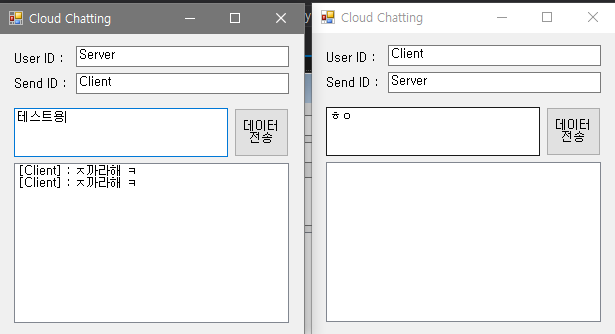 Cloud Chatting
User ID : Server
Send ID : Client
테스트용
데이터
전송
[Client] : ㅈ까라해 ㅋ
[Client] : ㅈ까라해 ㅋ
Cloud Chatting
User ID : Client
Send ID : Server
ㅎㅇ
데이터
전송